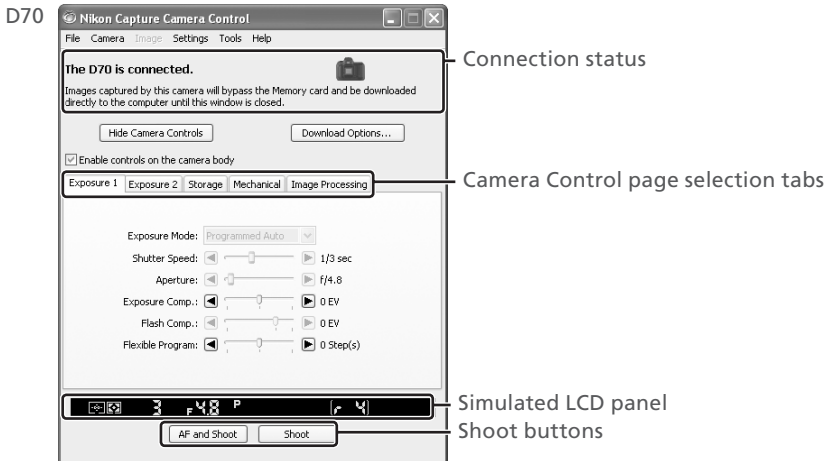 D70
Nikon Capture Camera Control
File Camera Image Settings Tools Help
The D70 is connected.
Images captured by this camera will bypass the Memory card and be downloaded
directly to the computer until this window is closed.
Connection status
Hide Camera Controls Download Options...
Enable controls on the camera body
Exposure 1 Exposure 2 Storage Mechanical Image Processing
Camera Control page selection tabs
Exposure Mode: Programmed Auto
Shutter Speed: 1/3 sec
Aperture: f/4.8
Exposure Comp.: 0 EV
Flash Comp.: 0 EV
Flexible Program: 0 Step(s)
3 F4.8 P [r 4]
Simulated LCD panel
AF and Shoot Shoot
Shoot buttons